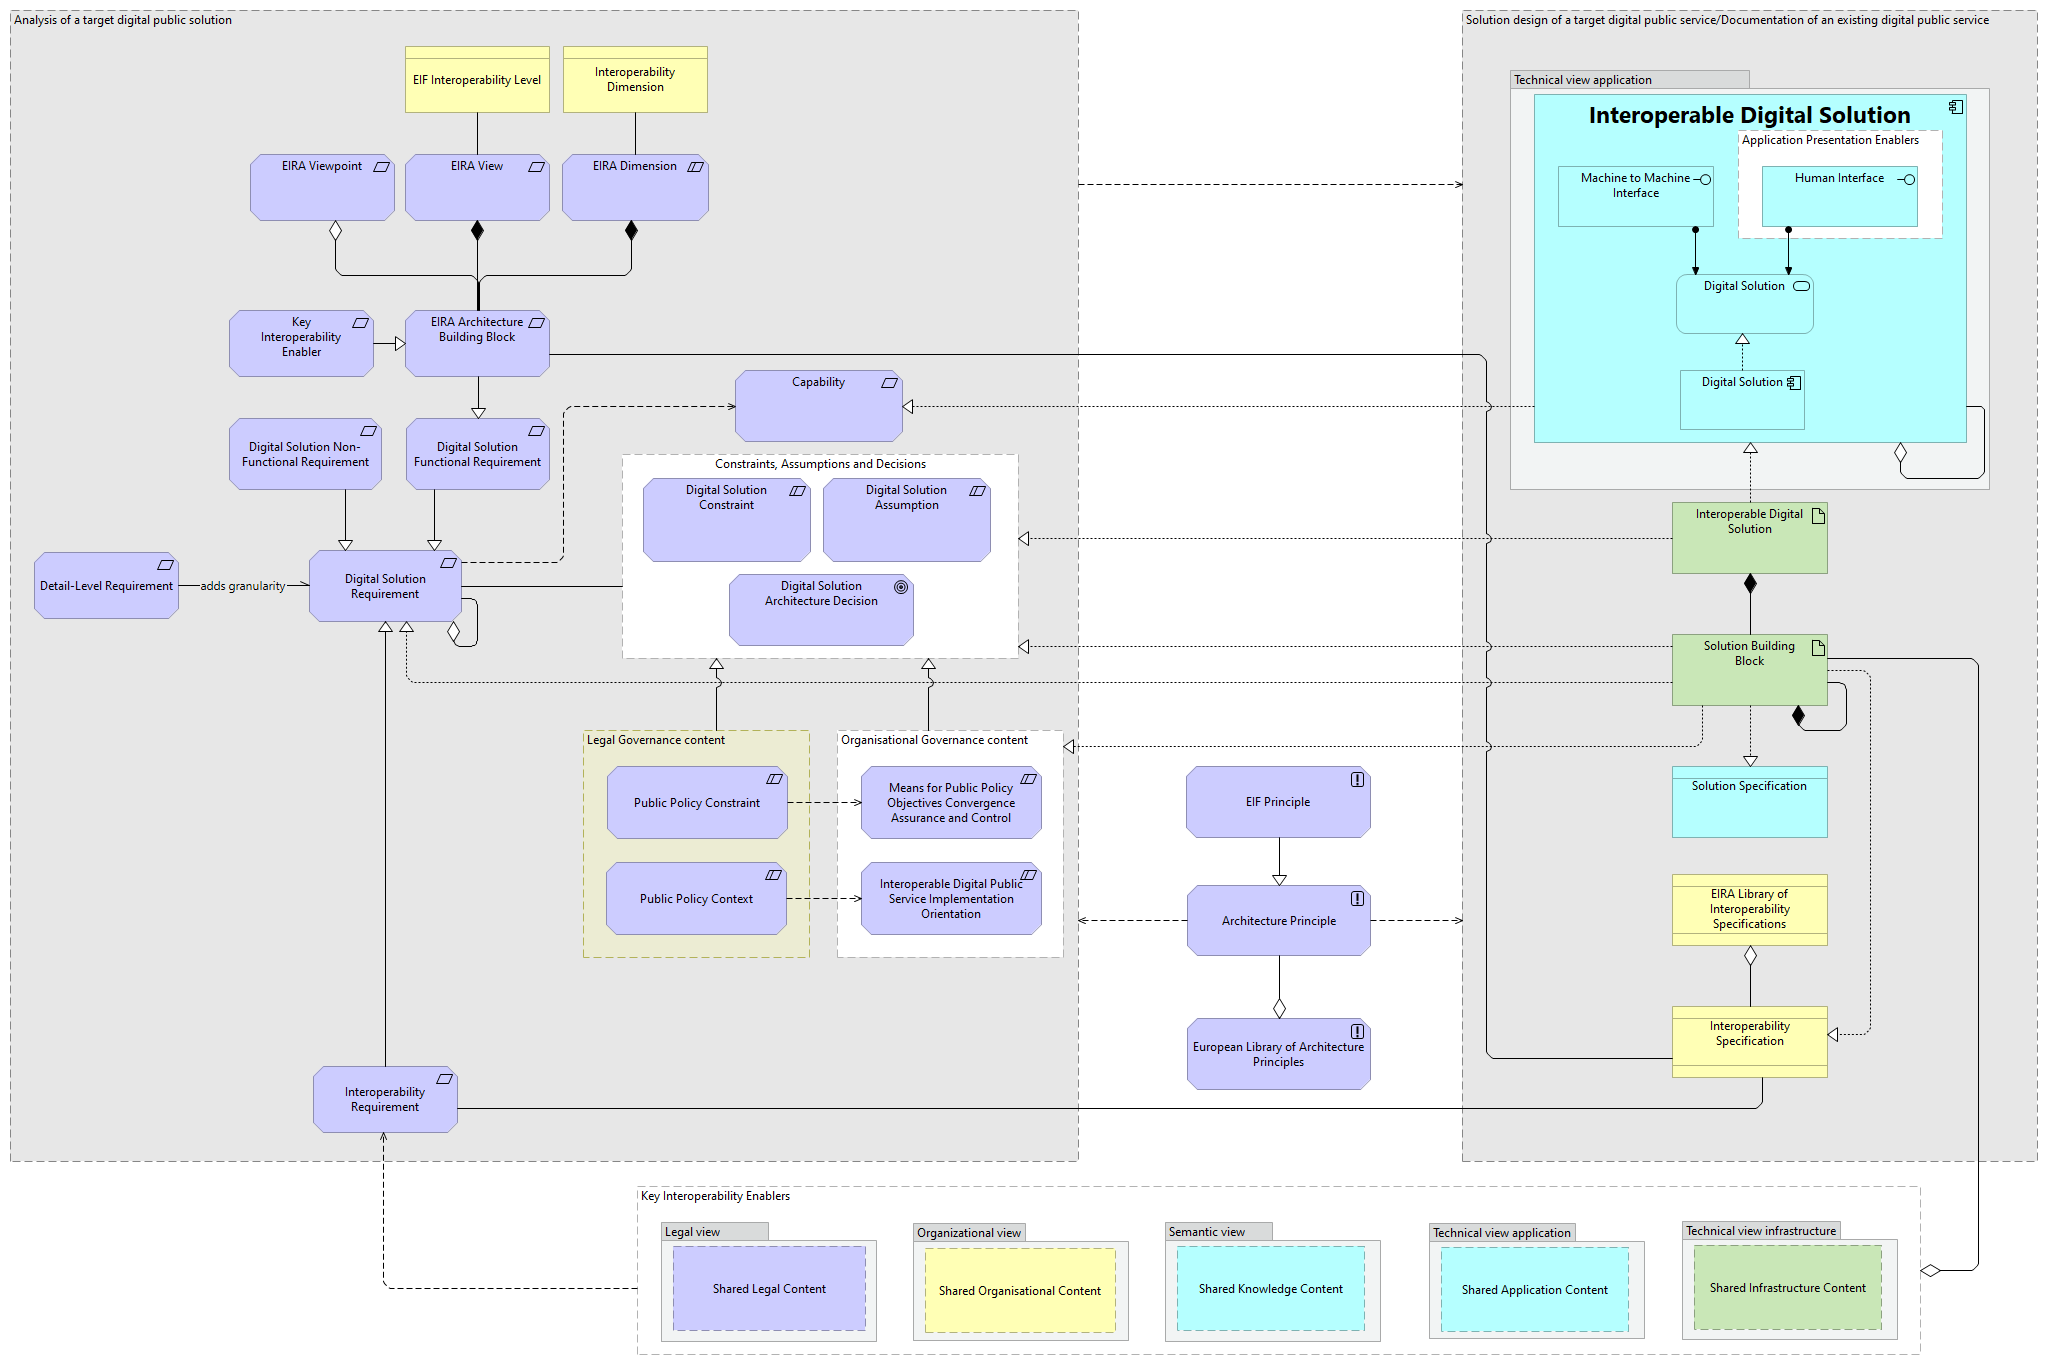 Analysis of a target digital public solution
EIF Interoperability Level
Interoperability
Dimension
EIRA Viewpoint
EIRA View
EIRA Dimension
Key
Interoperability
Enabler
EIRA Architecture
Building Block
Capability
Digital Solution Non-
Functional Requirement
Digital Solution
Functional Requirement
Constraints, Assumptions and Decisions
Digital Solution
Constraint
Digital Solution
Assumption
Digital Solution
Architecture Decision
Detail-Level Requirement
adds granularity
Digital Solution
Requirement
Legal Governance content
Public Policy Constraint
Public Policy Context
Organisational Governance content
Means for Public Policy
Objectives Convergence
Assurance and Control
Interoperable Digital Public
Service Implementation
Orientation
Interoperability
Requirement
EIF Principle
Architecture Principle
European Library of Architecture
Principles
Solution design of a target digital public service/Documentation of an existing digital public service
Technical view application
Interoperable Digital Solution
Application Presentation Enablers
Machine to Machine
Interface
Human Interface
Digital Solution
Digital Solution
Interoperable Digital
Solution
Solution Building
Block
Solution Specification
EIRA Library of
Interoperability
Specifications
Interoperability
Specification
Key Interoperability Enablers
Legal view
Shared Legal Content
Organizational view
Shared Organisational Content
Semantic view
Shared Knowledge Content
Technical view application
Shared Application Content
Technical view infrastructure
Shared Infrastructure Content